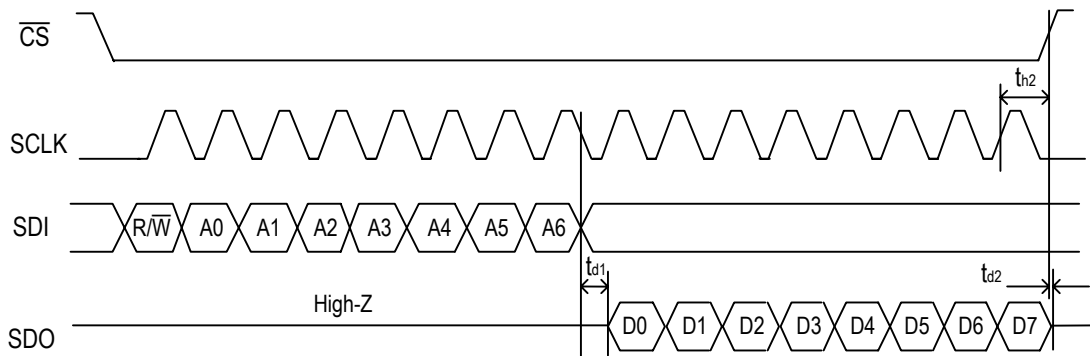 CS
th2
SCLK
SDI R/W A0 A1 A2 A3 A4 A5 A6
td1 td2
High-Z
SDO D0 D1 D2 D3 D4 D5 D6 D7